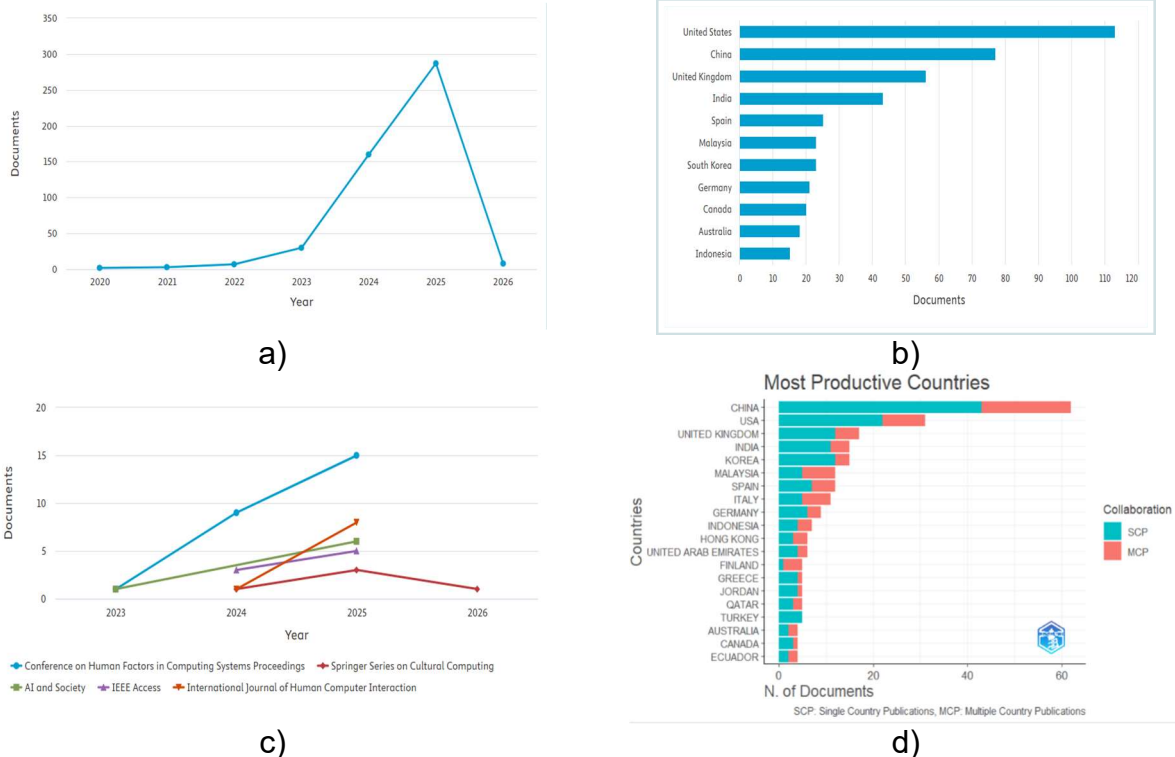 350
300
250
200
150
100
50
0
Documents
2020 2021 2022 2023 2024 2025 2026
Year
a)
United States
China
United Kingdom
India
Spain
Malaysia
South Korea
Germany
Canada
Australia
Indonesia
0 10 20 30 40 50 60 70 80 90 100 110 120
Documents
b)
20
15
10
5
0
Documents
2023 2024 2025 2026
Year
Conference on Human Factors in Computing Systems Proceedings Springer Series on Cultural Computing
AI and Society IEEE Access International Journal of Human Computer Interaction
c)
Most Productive Countries
Countries
CHINA
USA
UNITED KINGDOM
INDIA
KOREA
MALAYSIA
SPAIN
ITALY
GERMANY
INDONESIA
HONG KONG
UNITED ARAB EMIRATES
FINLAND
GREECE
JORDAN
QATAR
TURKEY
AUSTRALIA
CANADA
ECUADOR
0 20 40 60
N. of Documents
Collaboration
SCP
MCP
SCP: Single Country Publications, MCP: Multiple Country Publications
d)